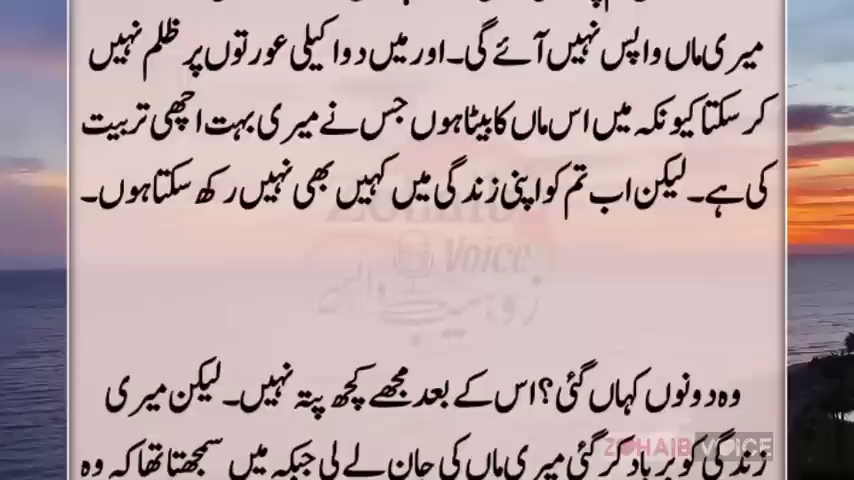 میری ماں واپس نہیں آئے گی۔ اور میں دو اکیلی عورتوں پر ظلم نہیں
کر سکتا کیونکہ میں اس ماں کا بیٹا ہوں جس نے میری بہت اچھی تربیت
کی ہے۔ لیکن اب تم کو اپنی زندگی میں کہیں بھی نہیں رکھ سکتا ہوں۔
Zohaib
Voice
زوہیب وائس
وہ دونوں کہاں گئی؟ اس کے بعد مجھے کچھ پتہ نہیں۔ لیکن میری
زندگی کو برباد کر گئی میری ماں کی جان لے لی جبکہ میں سمجھتا تھا کہ وہ
ZOHAIB VOICE